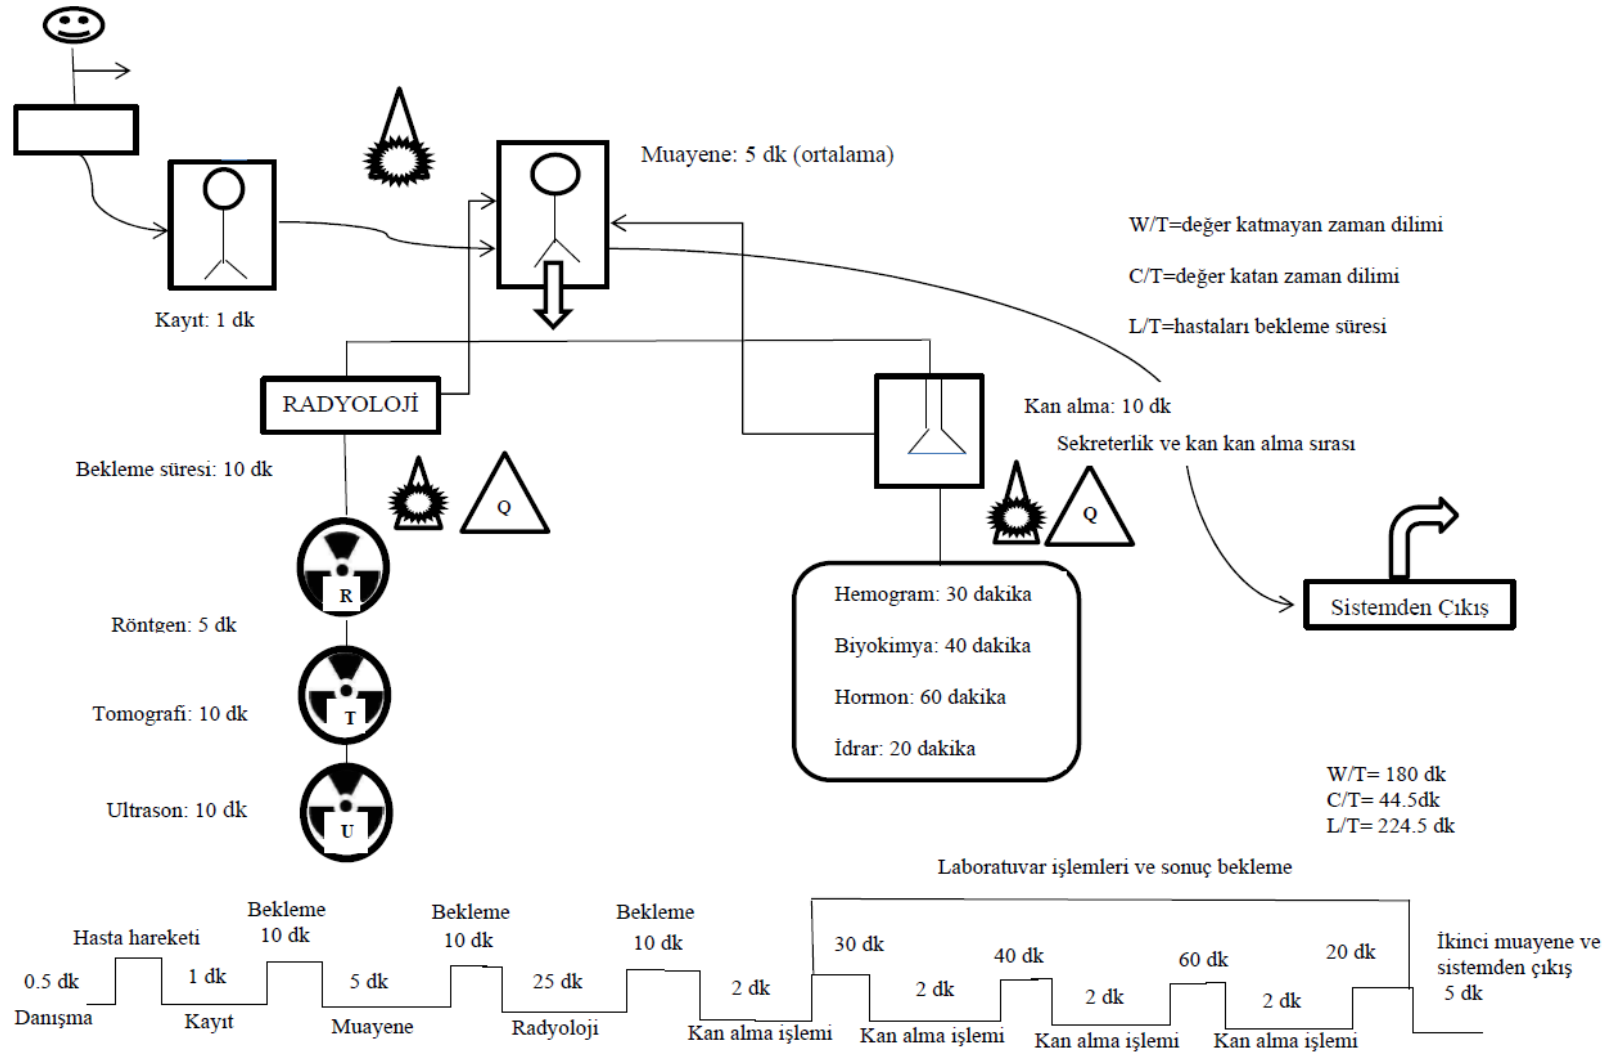 Muayene: 5 dk (ortalama)
W/T=değer katmayan zaman dilimi
C/T=değer katan zaman dilimi
L/T=hastaları bekleme süresi
Kayıt: 1 dk
RADYOLOJİ
Kan alma: 10 dk
Sekreterlik ve kan kan alma sırası
Bekleme süresi: 10 dk
Q
Q
R
Röntgen: 5 dk
Hemogram: 30 dakika
Biyokimya: 40 dakika
Hormon: 60 dakika
İdrar: 20 dakika
Sistemden Çıkış
T
Tomografi: 10 dk
U
Ultrason: 10 dk
W/T= 180 dk
C/T= 44.5dk
L/T= 224.5 dk
Laboratuvar işlemleri ve sonuç bekleme
0.5 dk
Danışma
Hasta hareketi
1 dk
Kayıt
Bekleme
10 dk
5 dk
Muayene
Bekleme
10 dk
25 dk
Radyoloji
Bekleme
10 dk
2 dk
Kan alma işlemi
30 dk
2 dk
Kan alma işlemi
40 dk
2 dk
Kan alma işlemi
60 dk
2 dk
Kan alma işlemi
20 dk
İkinci muayene ve
sistemden çıkış
5 dk